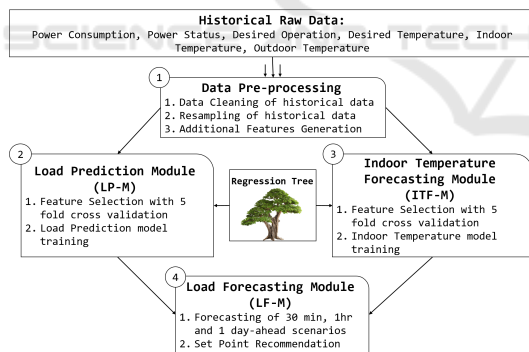 SCIENCE AND TECH
Historical Raw Data:
Power Consumption, Power Status, Desired Operation, Desired Temperature, Indoor
Temperature, Outdoor Temperature
1
Data Pre-processing
1. Data Cleaning of historical data
2. Resampling of historical data
3. Additional Features Generation
2
Load Prediction Module
(LP-M)
1. Feature Selection with 5
fold cross validation
2. Load Prediction model
training
Regression Tree
3
Indoor Temperature
Forecasting Module
(ITF-M)
1. Feature Selection with 5
fold cross validation
2. Indoor Temperature model
training
4
Load Forecasting Module
(LF-M)
1. Forecasting of 30 min, 1hr
and 1 day-ahead scenarios
2. Set Point Recommendation